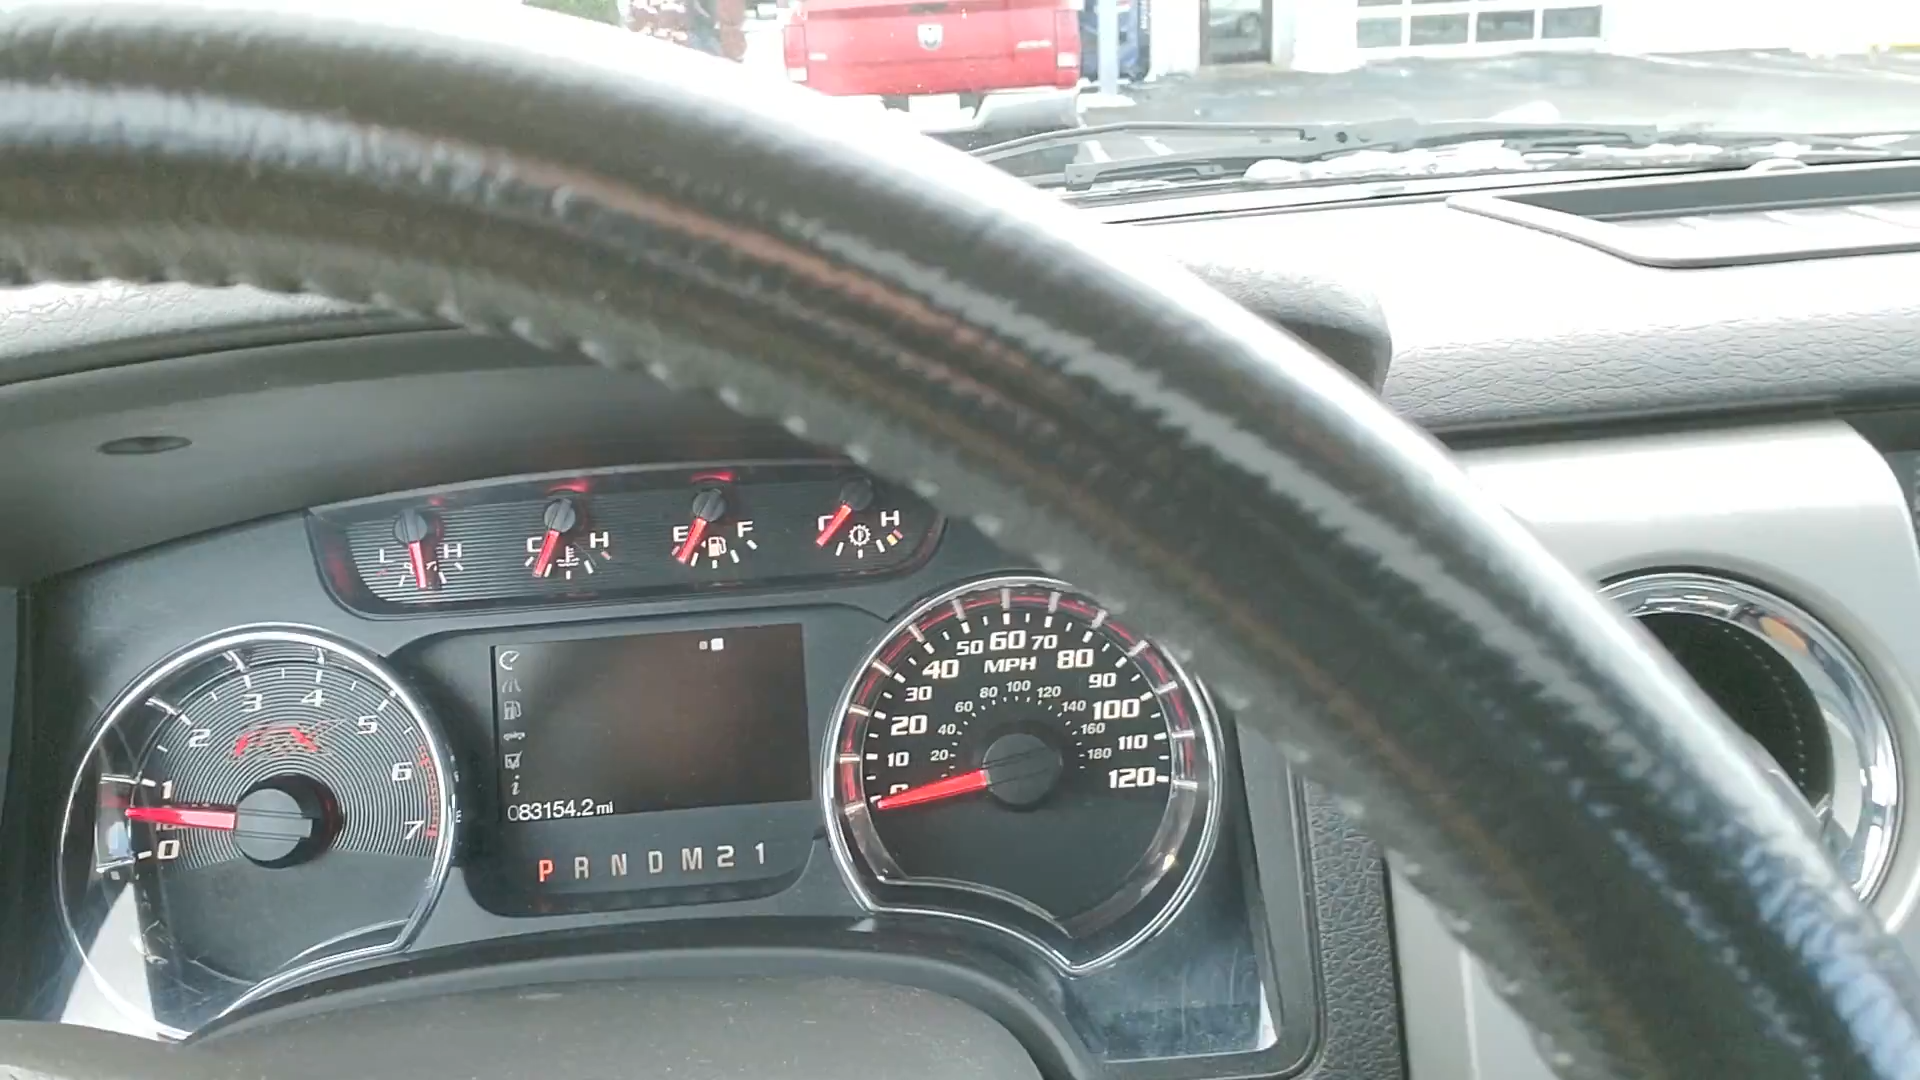 L H
C H
E F
C H
0 1 2 3 4 5 6 7
083154.2 mi
P R N D M 2 1
0 10 20 30 40 50 60 70 80 90 100 110 120
MPH
20 40 60 80 100 120 140 160 180